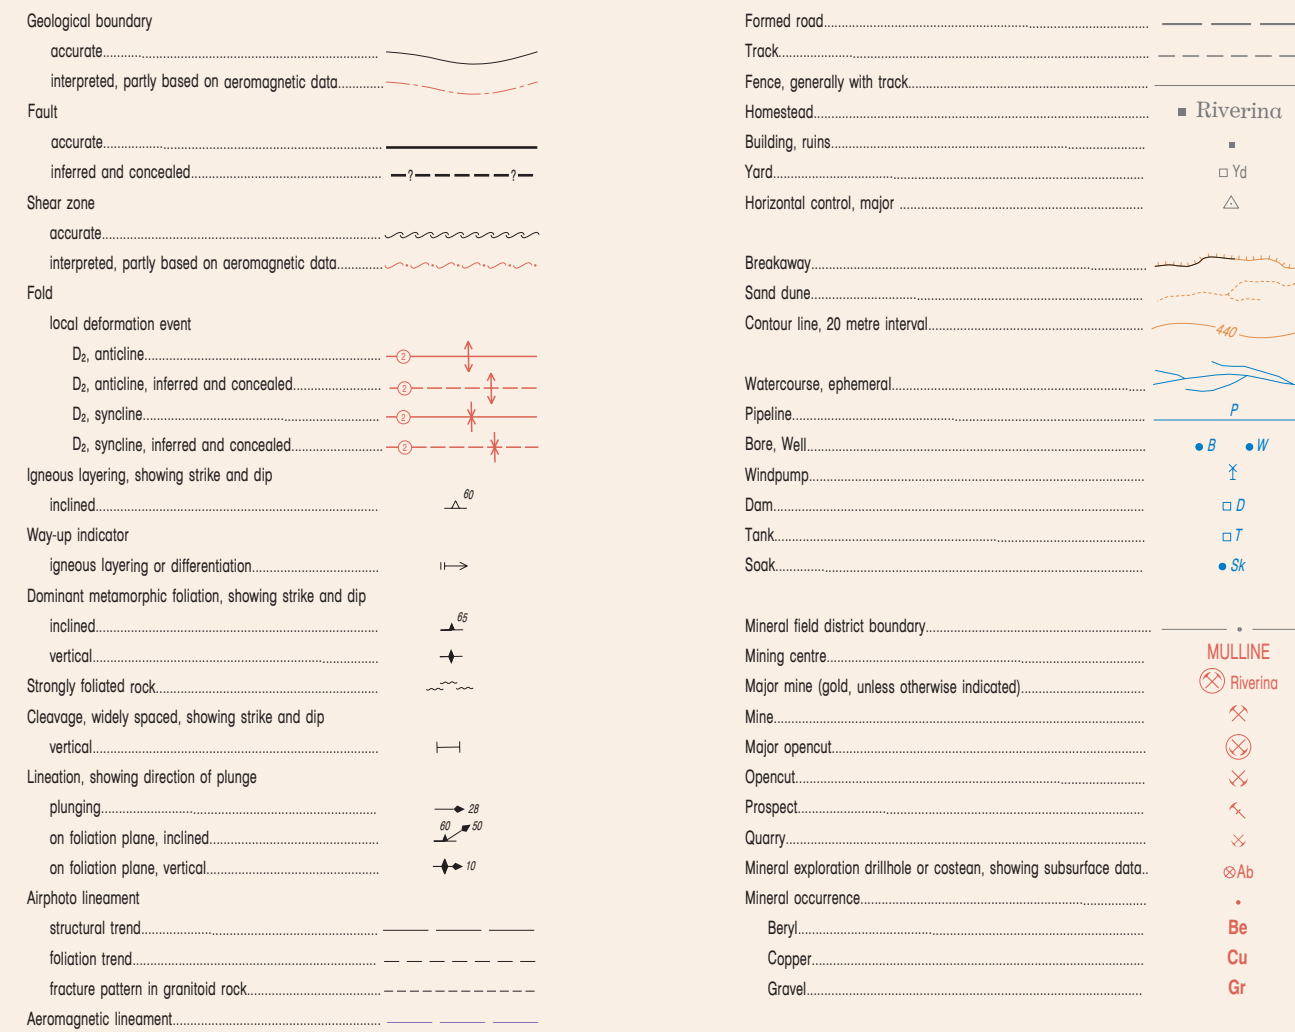 Geological boundary
accurate
interpreted, partly based on aeromagnetic data
Fault
accurate
inferred and concealed
? ?
Shear zone
accurate
interpreted, partly based on aeromagnetic data
Fold
local deformation event
D₂, anticline 2
D₂, anticline, inferred and concealed 2
D₂, syncline 2
D₂, syncline, inferred and concealed 2
Igneous layering, showing strike and dip
inclined 60
Way-up indicator
igneous layering or differentiation
Dominant metamorphic foliation, showing strike and dip
inclined 65
vertical
Strongly foliated rock
Cleavage, widely spaced, showing strike and dip
vertical
Lineation, showing direction of plunge
plunging 28
on foliation plane, inclined 60 50
on foliation plane, vertical 10
Airphoto lineament
structural trend
foliation trend
fracture pattern in granitoid rock
Aeromagnetic lineament
Formed road
Track
Fence, generally with track
Homestead Riverina
Building, ruins
Yard Yd
Horizontal control, major
Breakaway
Sand dune
Contour line, 20 metre interval 440
Watercourse, ephemeral
Pipeline P
Bore, Well B W
Windpump
Dam D
Tank T
Soak Sk
Mineral field district boundary
Mining centre MULLINE
Major mine (gold, unless otherwise indicated) Riverina
Mine
Major opencut
Opencut
Prospect
Quarry
Mineral exploration drillhole or costean, showing subsurface data Ab
Mineral occurrence
Beryl Be
Copper Cu
Gravel Gr